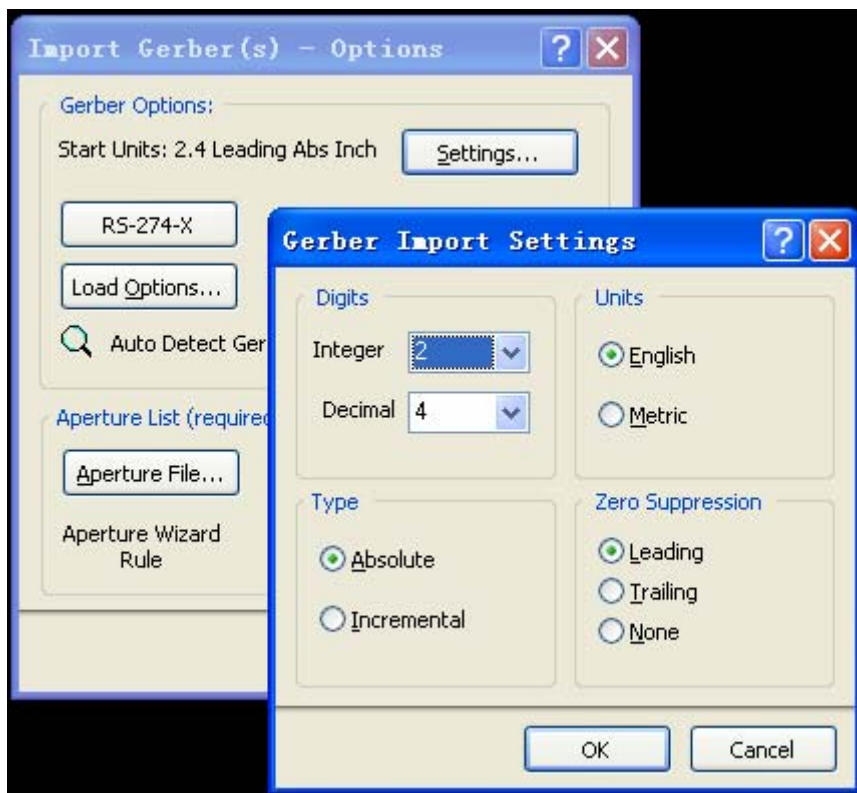 Import Gerber(s) - Options
Gerber Options:
Start Units: 2.4 Leading Abs Inch
Settings...
RS-274-X
Load Options...
Auto Detect Ger
Aperture List (required
Aperture File...
Aperture Wizard
Rule
Gerber Import Settings
Digits
Integer
2
Decimal
4
Units
English
Metric
Type
Absolute
Incremental
Zero Suppression
Leading
Trailing
None
OK
Cancel